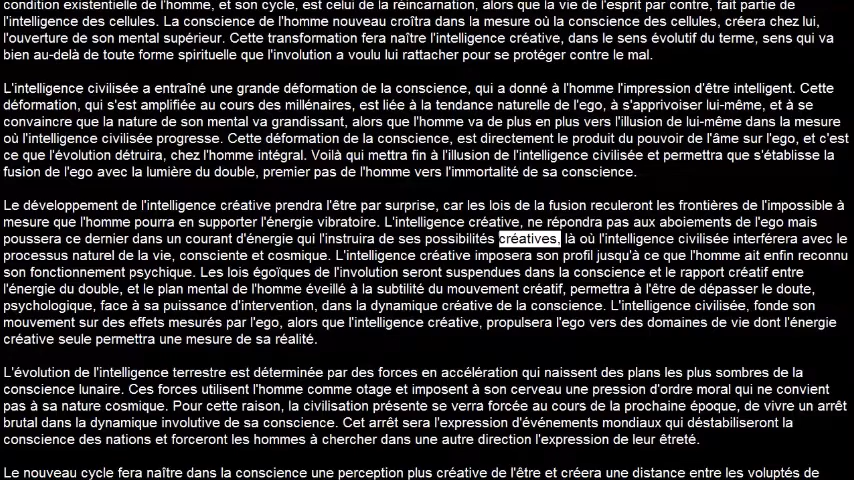 condition existentielle de l'homme, et son cycle, est celui de la réincarnation, alors que la vie de l'esprit par contre, fait partie de
l'intelligence des cellules. La conscience de l'homme nouveau croîtra dans la mesure où la conscience des cellules, créera chez lui,
l'ouverture de son mental supérieur. Cette transformation fera naître l'intelligence créative, dans le sens évolutif du terme, sens qui va
bien au-delà de toute forme spirituelle que l'involution a voulu lui rattacher pour se protéger contre le mal.

L'intelligence civilisée a entraîné une grande déformation de la conscience, qui a donné à l'homme l'impression d'être intelligent. Cette
déformation, qui s'est amplifiée au cours des millénaires, est liée à la tendance naturelle de l'ego, à s'apprivoiser lui-même, et à se
convaincre que la nature de son mental va grandissant, alors que l'homme va de plus en plus vers l'illusion de lui-même dans la mesure
où l'intelligence civilisée progresse. Cette déformation de la conscience, est directement le produit du pouvoir de l'âme sur l'ego, et c'est
ce que l'évolution détruira, chez l'homme intégral. Voilà qui mettra fin à l'illusion de l'intelligence civilisée et permettra que s'établisse la
fusion de l'ego avec la lumière du double, premier pas de l'homme vers l'immortalité de sa conscience.

Le développement de l'intelligence créative prendra l'être par surprise, car les lois de la fusion reculeront les frontières de l'impossible à
mesure que l'homme pourra en supporter l'énergie vibratoire. L'intelligence créative, ne répondra pas aux aboiements de l'ego mais
poussera ce dernier dans un courant d'énergie qui l'instruira de ses possibilités créatives, là où l'intelligence civilisée interférera avec le
processus naturel de la vie, consciente et cosmique. L'intelligence créative imposera son profil jusqu'à ce que l'homme ait enfin reconnu
son fonctionnement psychique. Les lois égoïques de l'involution seront suspendues dans la conscience et le rapport créatif entre
l'énergie du double, et le plan mental de l'homme éveillé à la subtilité du mouvement créatif, permettra à l'être de dépasser le doute,
psychologique, face à sa puissance d'intervention, dans la dynamique créative de la conscience. L'intelligence civilisée, fonde son
mouvement sur des effets mesurés par l'ego, alors que l'intelligence créative, propulsera l'ego vers des domaines de vie dont l'énergie
créative seule permettra une mesure de sa réalité.

L'évolution de l'intelligence terrestre est déterminée par des forces en accélération qui naissent des plans les plus sombres de la
conscience lunaire. Ces forces utilisent l'homme comme otage et imposent à son cerveau une pression d'ordre moral qui ne convient
pas à sa nature cosmique. Pour cette raison, la civilisation présente se verra forcée au cours de la prochaine époque, de vivre un arrêt
brutal dans la dynamique involutive de sa conscience. Cet arrêt sera l'expression d'événements mondiaux qui déstabiliseront la
conscience des nations et forceront les hommes à chercher dans une autre direction l'expression de leur êtreté.

Le nouveau cycle fera naître dans la conscience une perception plus créative de l'être et créera une distance entre les voluptés de